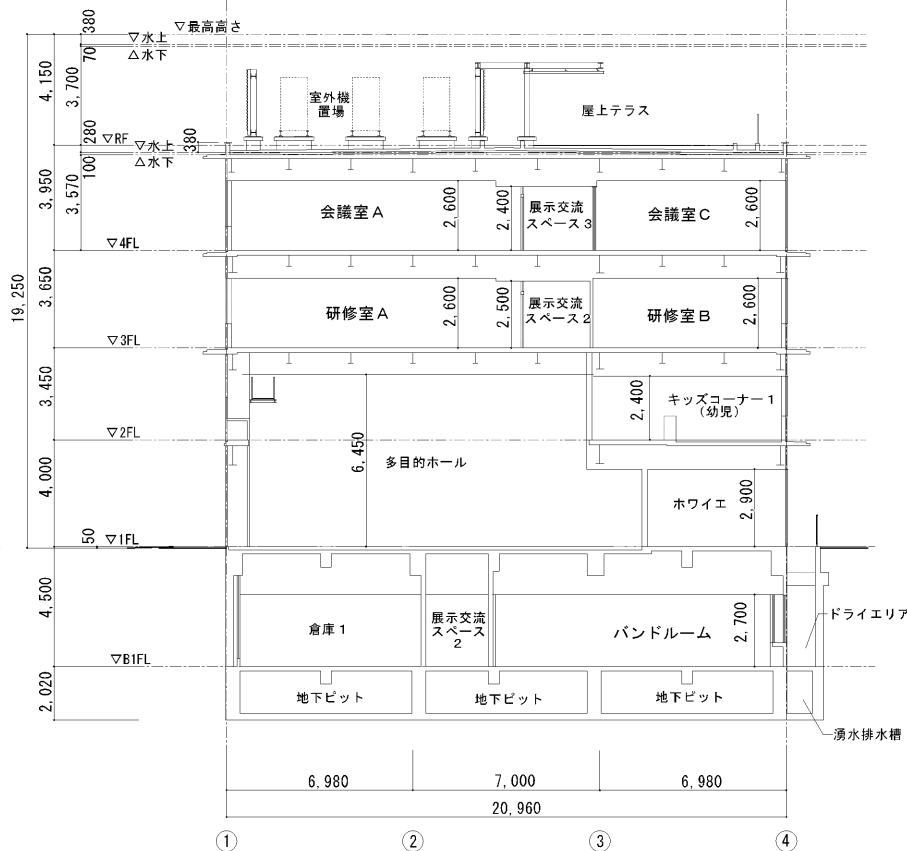 ▽最高高さ
380
▽水上
△水下
70
3,700
4,150
室外機
置場
屋上テラス
280
▽RF
▽水上
380
△水下
100
3,570
3,950
会議室A
2,600
2,400
展示交流
スペース3
会議室C
2,600
▽4FL
19,250
3,650
研修室A
2,600
2,500
展示交流
スペース2
研修室B
2,600
▽3FL
3,450
2,400
キッズコーナー1
(幼児)
▽2FL
4,000
6,450
多目的ホール
ホワイエ
2,900
50
▽1FL
4,500
倉庫1
展示交流
スペース
2
バンドルーム
2,700
ドライエリア
▽B1FL
2,020
地下ピット
地下ピット
地下ピット
湧水排水槽
6,980
7,000
6,980
20,960
①
②
③
④